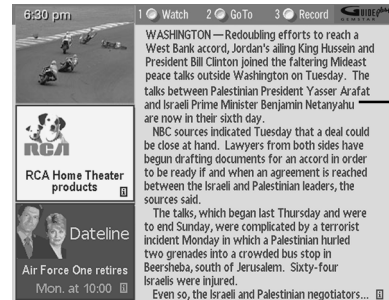 6:30 pm
1 Watch 2 GoTo 3 Record
GUIDE Plus
GEMSTAR
WASHINGTON — Redoubling efforts to reach a
West Bank accord, Jordan's ailing King Hussein and
President Bill Clinton joined the faltering Mideast
peace talks outside Washington on Tuesday. The
talks between Palestinian President Yasser Arafat
and Israeli Prime Minister Benjamin Netanyahu
are now in their sixth day.
NBC sources indicated Tuesday that a deal could
be close at hand. Lawyers from both sides have
begun drafting documents for an accord in order
to be ready if and when an agreement is reached
between the Israeli and Palestinian leaders, the
sources said.
The talks, which began last Thursday and were
to end Sunday, were complicated by a terrorist
incident Monday in which a Palestinian hurled
two grenades into a crowded bus stop in
Beersheba, south of Jerusalem. Sixty-four
Israelis were injured.
Even so, the Israeli and Palestinian negotiators... i
RCA
RCA Home Theater
products i
Dateline
Air Force One retires
Mon. at 10:00 i